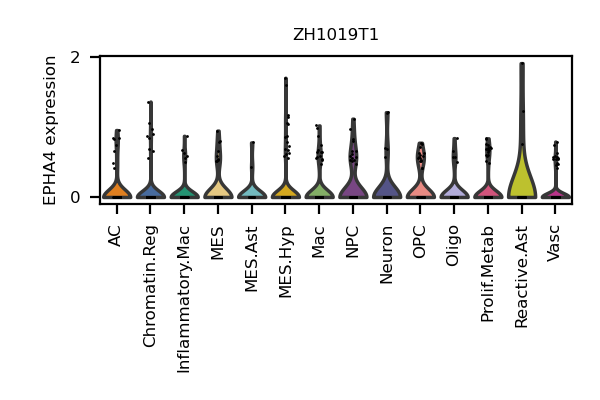 ZH1019T1
EPHA4 expression
2
0
AC
Chromatin.Reg
Inflammatory.Mac
MES
MES.Ast
MES.Hyp
Mac
NPC
Neuron
OPC
Oligo
Prolif.Metab
Reactive.Ast
Vasc